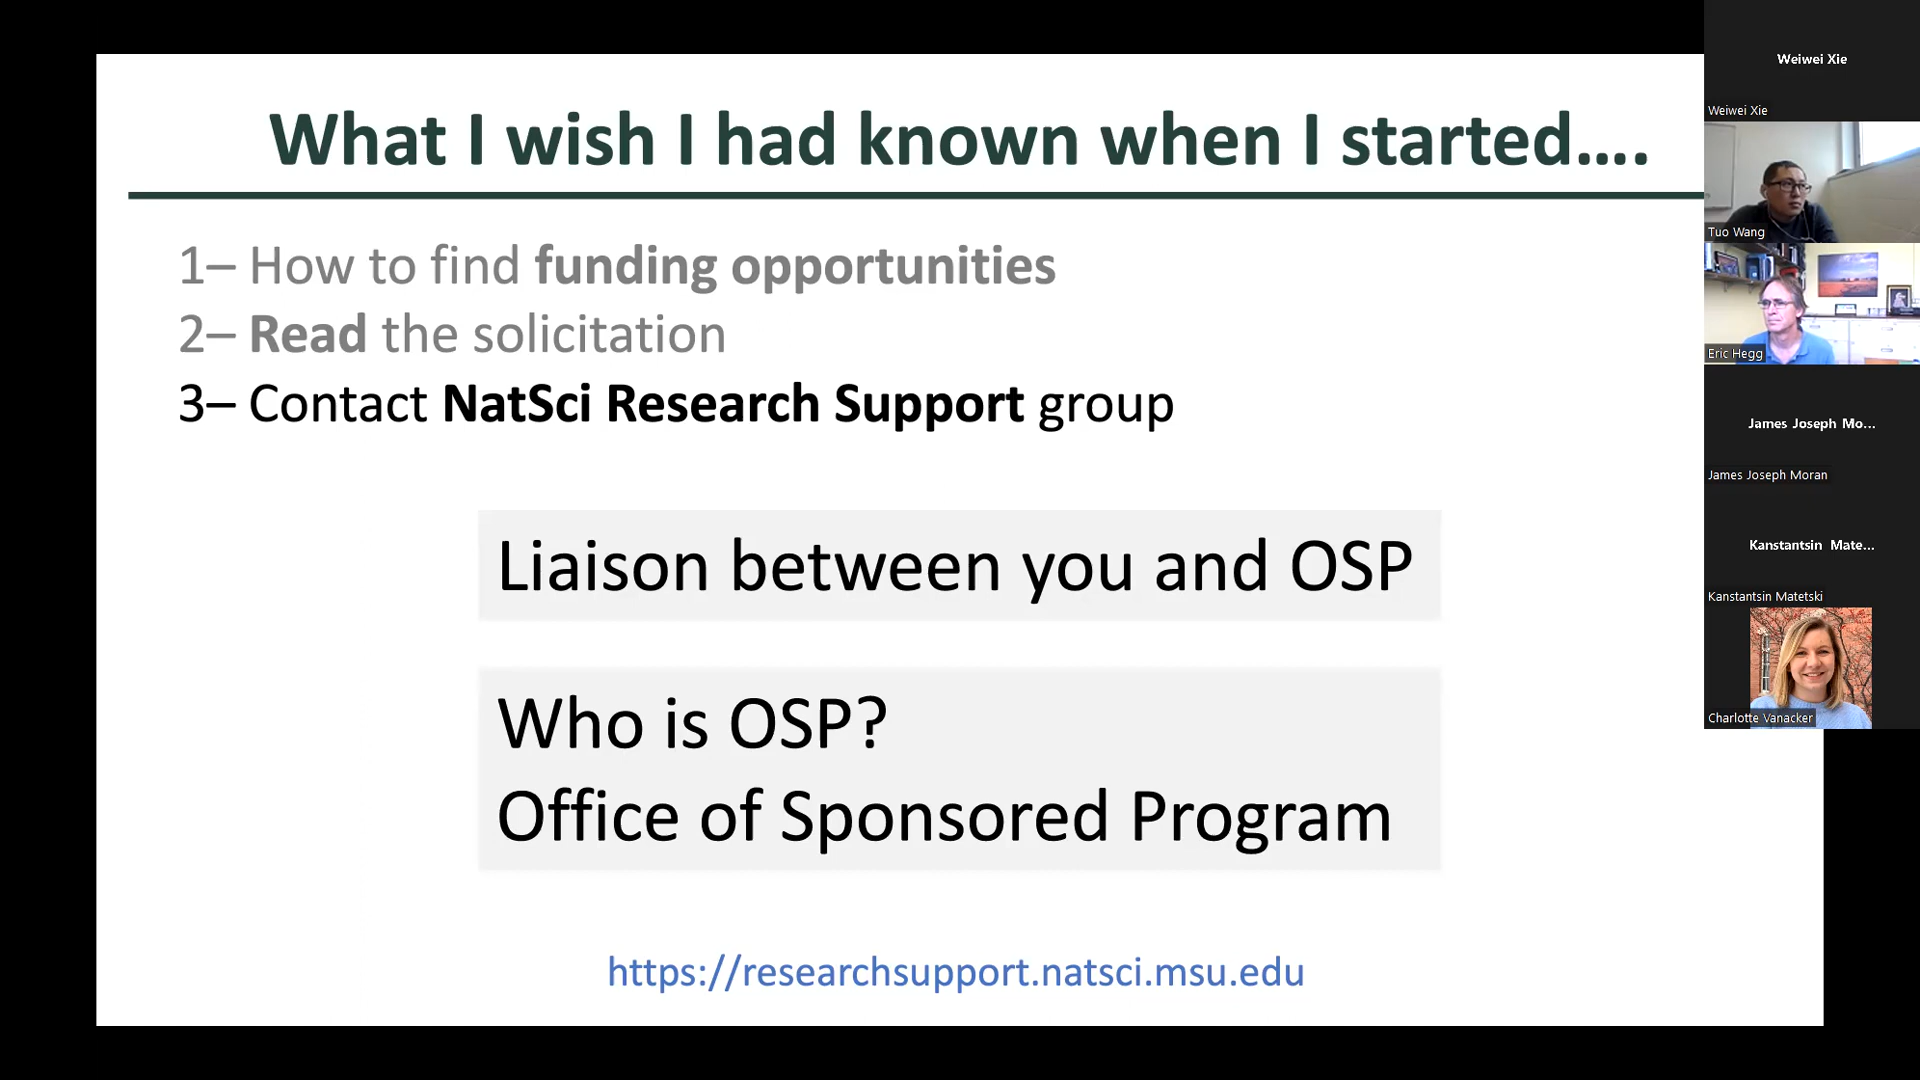 What I wish I had known when I started....
1– How to find funding opportunities
2– Read the solicitation
3– Contact NatSci Research Support group
Liaison between you and OSP
Who is OSP?
Office of Sponsored Program
https://researchsupport.natsci.msu.edu
Weiwei Xie
Weiwei Xie
Tuo Wang
Eric Hegg
James Joseph Mo...
James Joseph Moran
Kanstantsin Mate...
Kanstantsin Matetski
Charlotte Vanacker